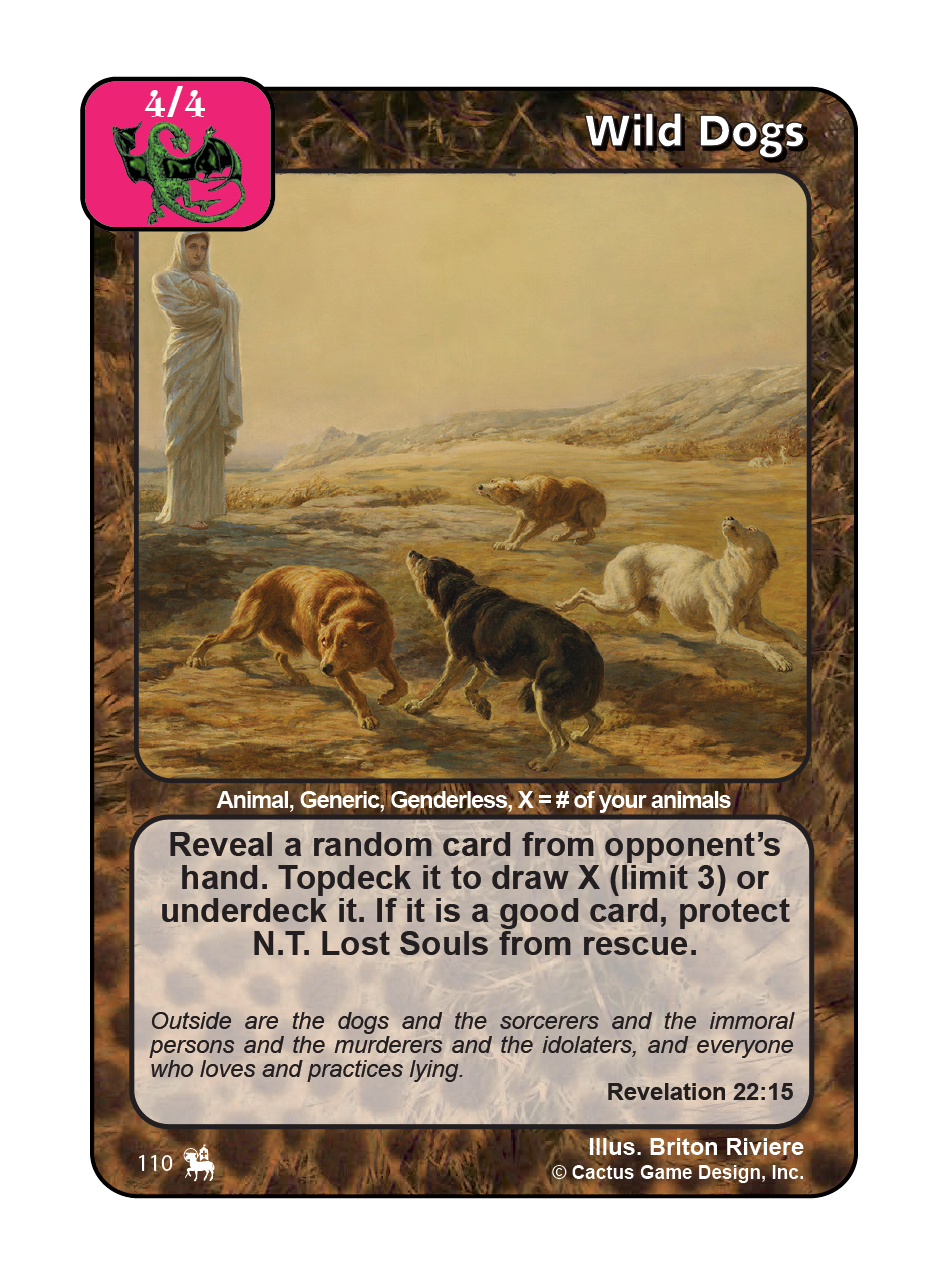 4/4
Wild Dogs
Animal, Generic, Genderless, X = # of your animals
Reveal a random card from opponent's
hand. Topdeck it to draw X (limit 3) or
underdeck it. If it is a good card, protect
N.T. Lost Souls from rescue.
Outside are the dogs and the sorcerers and the immoral
persons and the murderers and the idolaters, and everyone
who loves and practices lying.
Revelation 22:15
110
Illus. Briton Riviere
© Cactus Game Design, Inc.